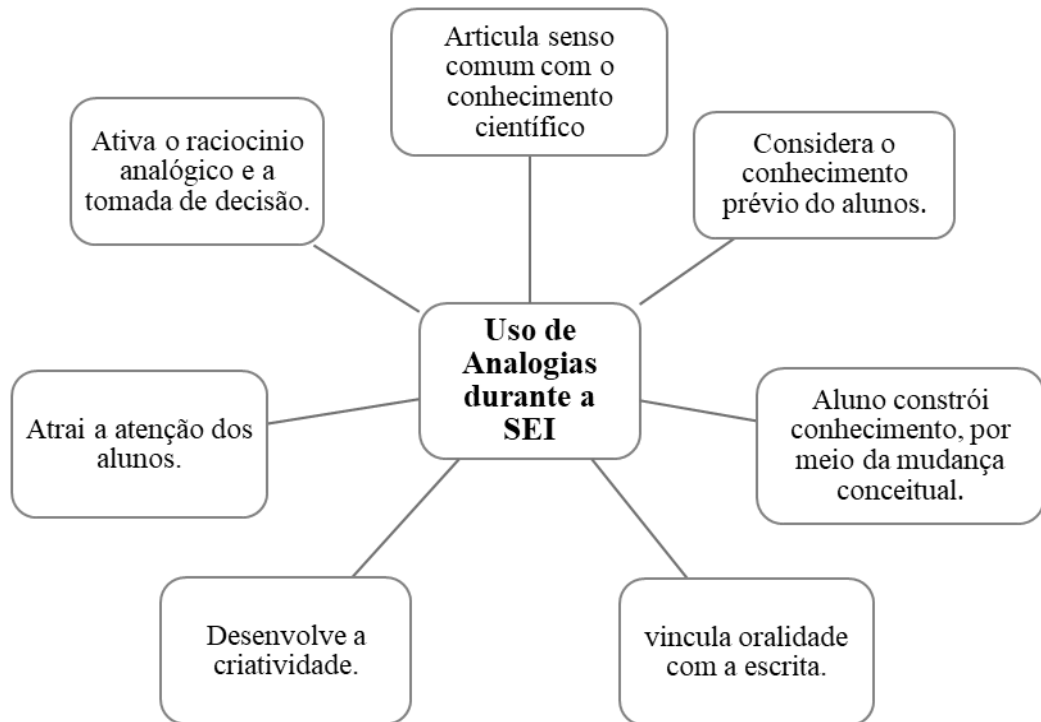 Articula senso
comum com o
conhecimento
científico
Ativa o raciocinio
analógico e a
tomada de decisão.
Considera o
conhecimento
prévio do alunos.
Uso de
Analogias
durante a
SEI
Atrai a atenção dos
alunos.
Aluno constrói
conhecimento, por
meio da mudança
conceitual.
Desenvolve a
criatividade.
vincula oralidade
com a escrita.